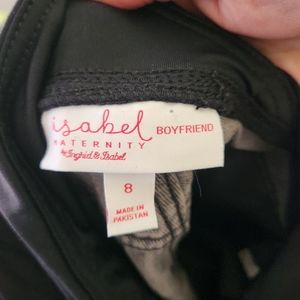 isabel BOYFRIEND
MATERNITY
by Ingrid & Isabel
8
MADE IN
PAKISTAN